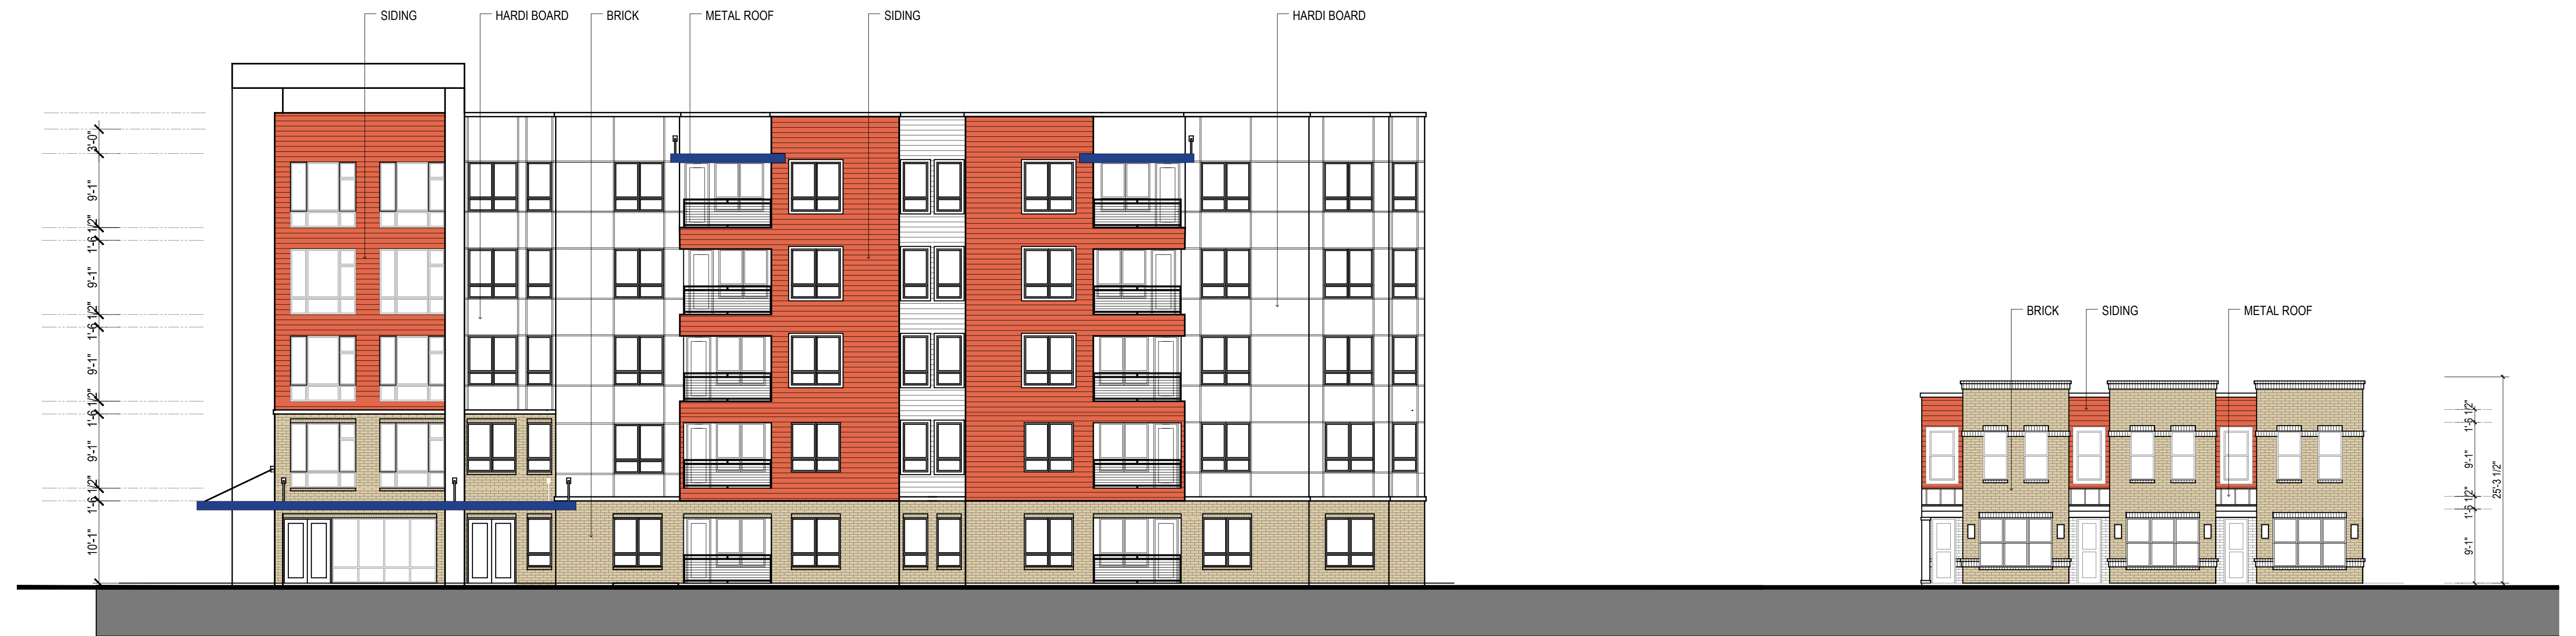 SIDING
HARDI BOARD
BRICK
METAL ROOF
SIDING
HARDI BOARD
3'-0"
9'-1"
1'-6 1/2"
9'-1"
1'-6 1/2"
9'-1"
1'-6 1/2"
9'-1"
1'-6 1/2"
10'-1"
BRICK
SIDING
METAL ROOF
1'-6 1/2"
9'-1"
1'-6 1/2"
9'-1"
25'-3 1/2"